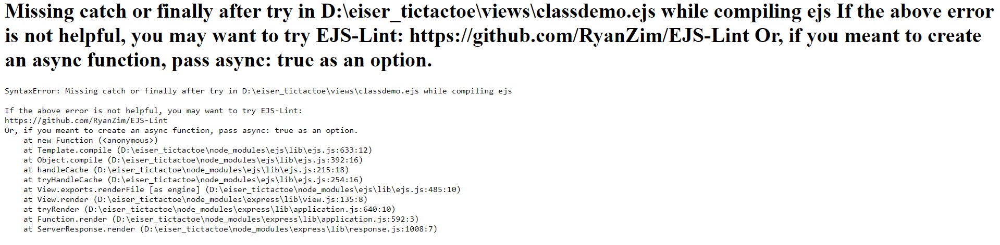 Missing catch or finally after try in D:\eiser_tictactoe\views\classdemo.ejs while compiling ejs If the above error
is not helpful, you may want to try EJS-Lint: https://github.com/RyanZim/EJS-Lint Or, if you meant to create
an async function, pass async: true as an option.
SyntaxError: Missing catch or finally after try in D:\eiser_tictactoe\views\classdemo.ejs while compiling ejs
If the above error is not helpful, you may want to try EJS-Lint:
https://github.com/RyanZim/EJS-Lint
Or, if you meant to create an async function, pass async: true as an option.
    at new Function (<anonymous>)
    at Template.compile (D:\eiser_tictactoe\node_modules\ejs\lib\ejs.js:633:12)
    at Object.compile (D:\eiser_tictactoe\node_modules\ejs\lib\ejs.js:392:16)
    at handleCache (D:\eiser_tictactoe\node_modules\ejs\lib\ejs.js:215:18)
    at tryHandleCache (D:\eiser_tictactoe\node_modules\ejs\lib\ejs.js:254:16)
    at View.exports.renderFile [as engine] (D:\eiser_tictactoe\node_modules\ejs\lib\ejs.js:485:10)
    at View.render (D:\eiser_tictactoe\node_modules\express\lib\view.js:135:8)
    at tryRender (D:\eiser_tictactoe\node_modules\express\lib\application.js:640:10)
    at Function.render (D:\eiser_tictactoe\node_modules\express\lib\application.js:592:3)
    at ServerResponse.render (D:\eiser_tictactoe\node_modules\express\lib\response.js:1008:7)